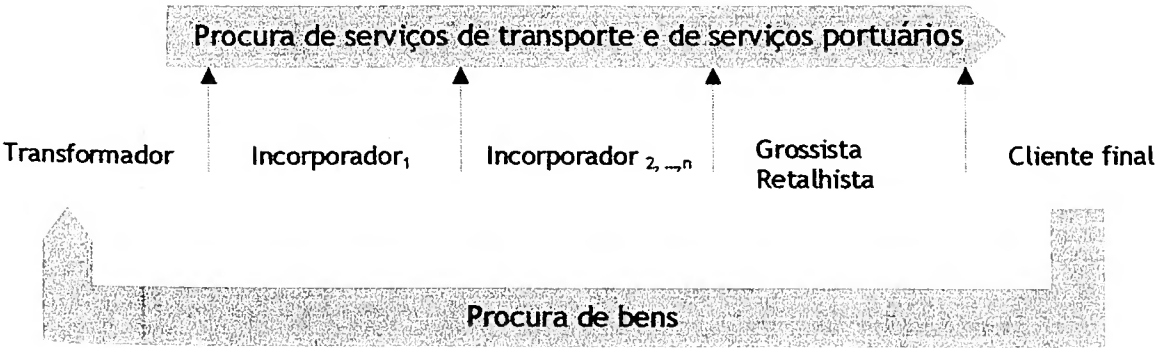 Procura de serviços de transporte e de serviços portuários
Transformador
Incorporador₁
Incorporador ₂, ...,ₙ
Grossista
Retalhista
Cliente final
Procura de bens